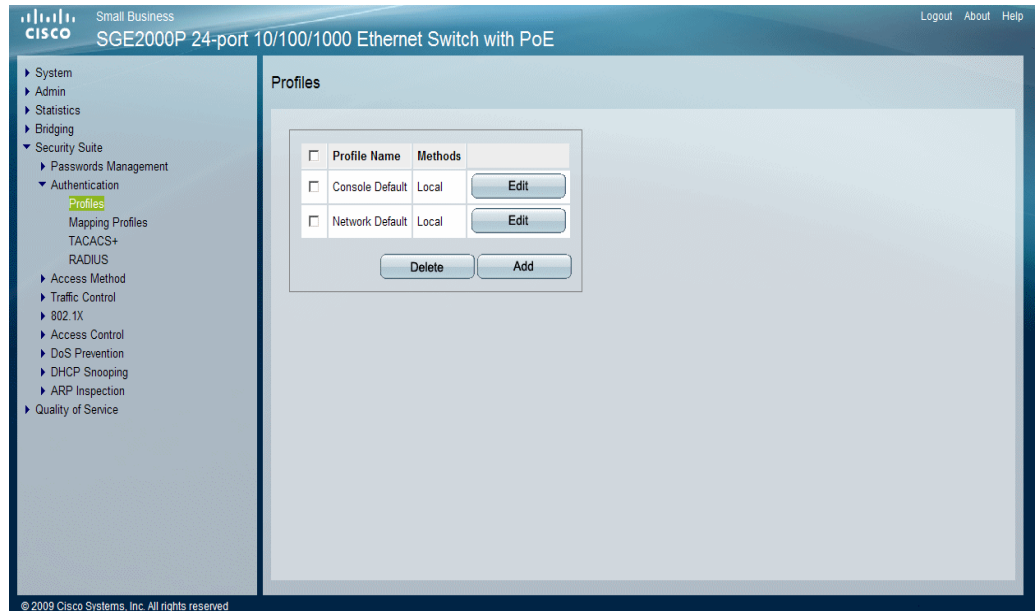 Small Business
CISCO
SGE2000P 24-port 10/100/1000 Ethernet Switch with PoE
Logout About Help
System
Admin
Statistics
Bridging
Security Suite
Passwords Management
Authentication
Profiles
Mapping Profiles
TACACS+
RADIUS
Access Method
Traffic Control
802.1X
Access Control
DoS Prevention
DHCP Snooping
ARP Inspection
Quality of Service
Profiles
Profile Name Methods
Console Default Local Edit
Network Default Local Edit
Delete Add
© 2009 Cisco Systems, Inc. All rights reserved